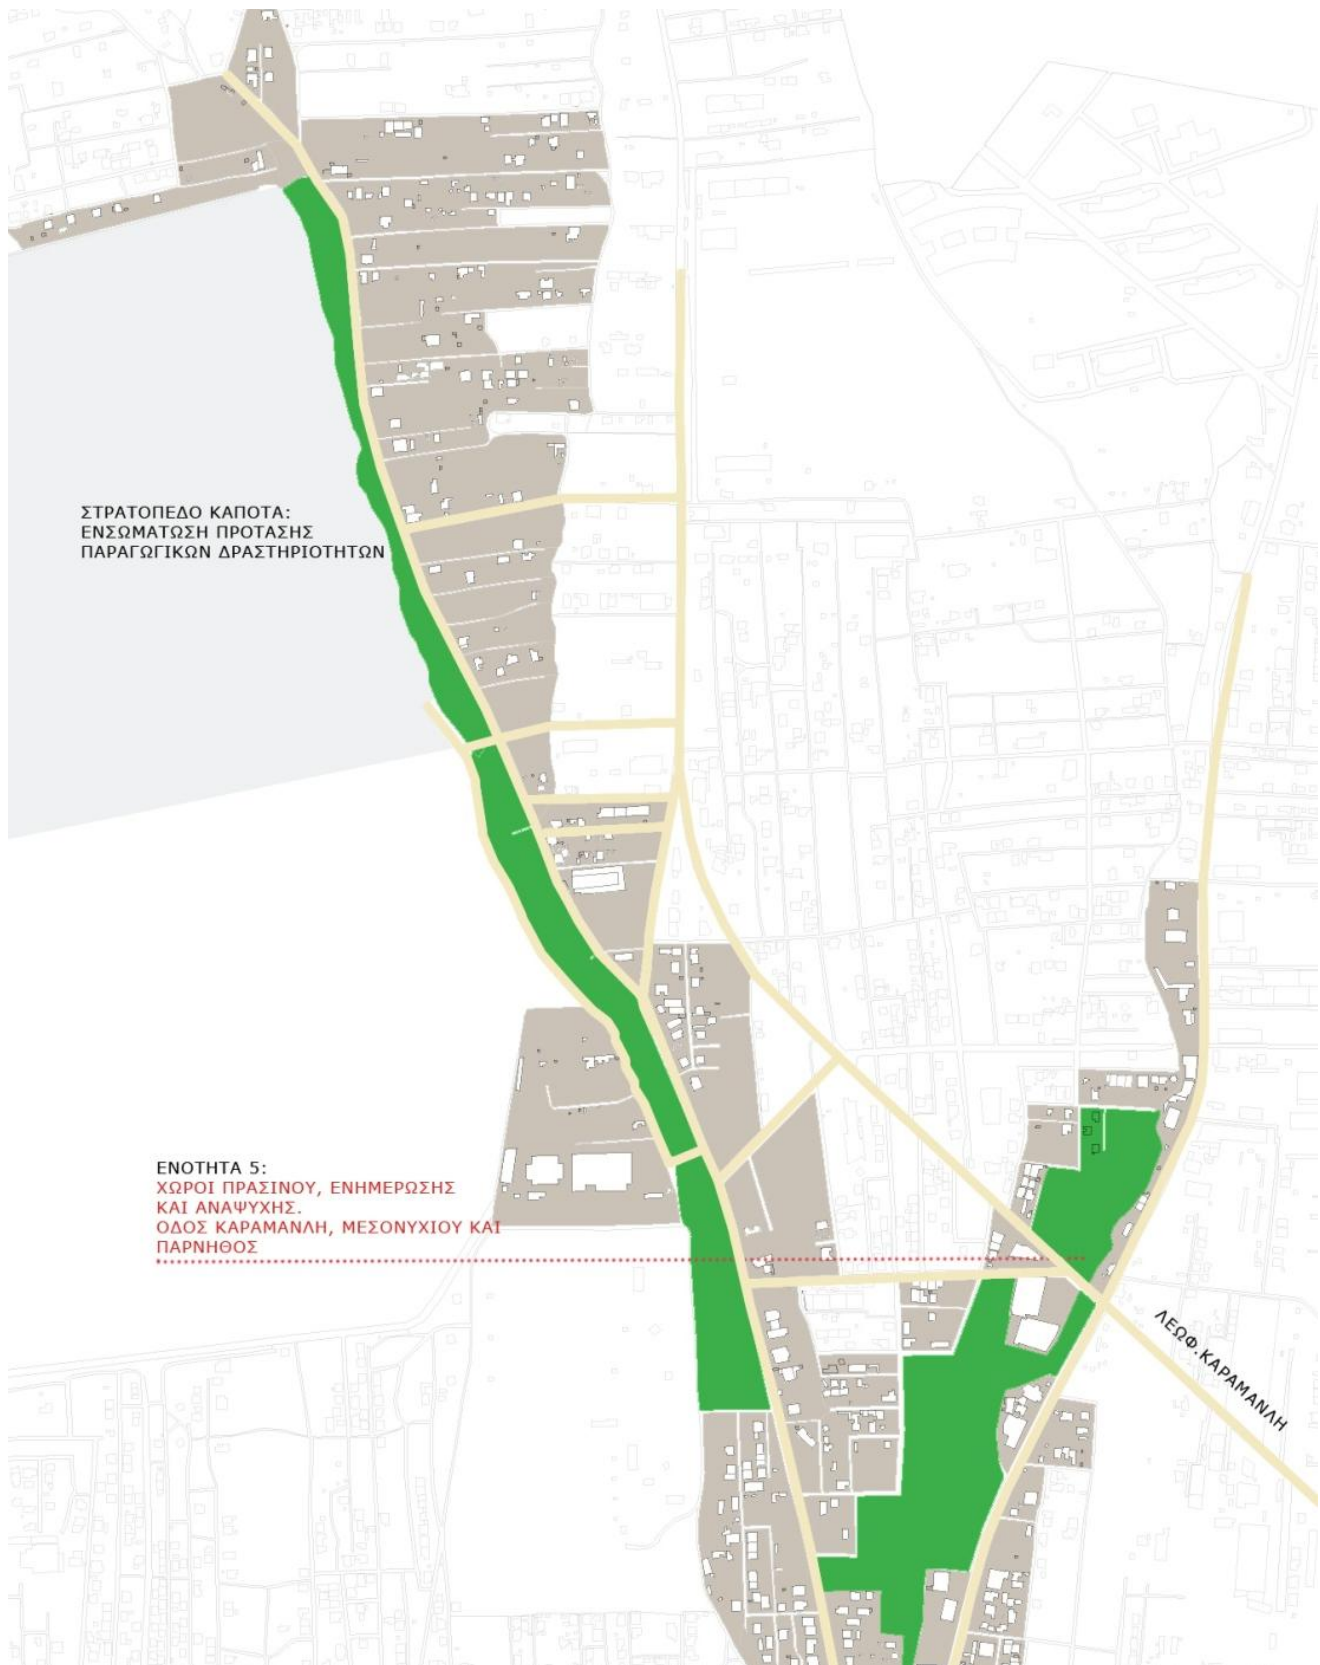 ΣΤΡΑΤΟΠΕΔΟ ΚΑΠΟΤΑ:
ΕΝΣΩΜΑΤΩΣΗ ΠΡΟΤΑΣΗΣ
ΠΑΡΑΓΩΓΙΚΩΝ ΔΡΑΣΤΗΡΙΟΤΗΤΩΝ
ΕΝΟΤΗΤΑ 5:
ΧΩΡΟΙ ΠΡΑΣΙΝΟΥ, ΕΝΗΜΕΡΩΣΗΣ
ΚΑΙ ΑΝΑΨΥΧΗΣ.
ΟΔΟΣ ΚΑΡΑΜΑΝΛΗ, ΜΕΣΟΝΥΧΙΟΥ ΚΑΙ
ΠΑΡΝΗΘΟΣ
ΛΕΩΦ.ΚΑΡΑΜΑΝΛΗ